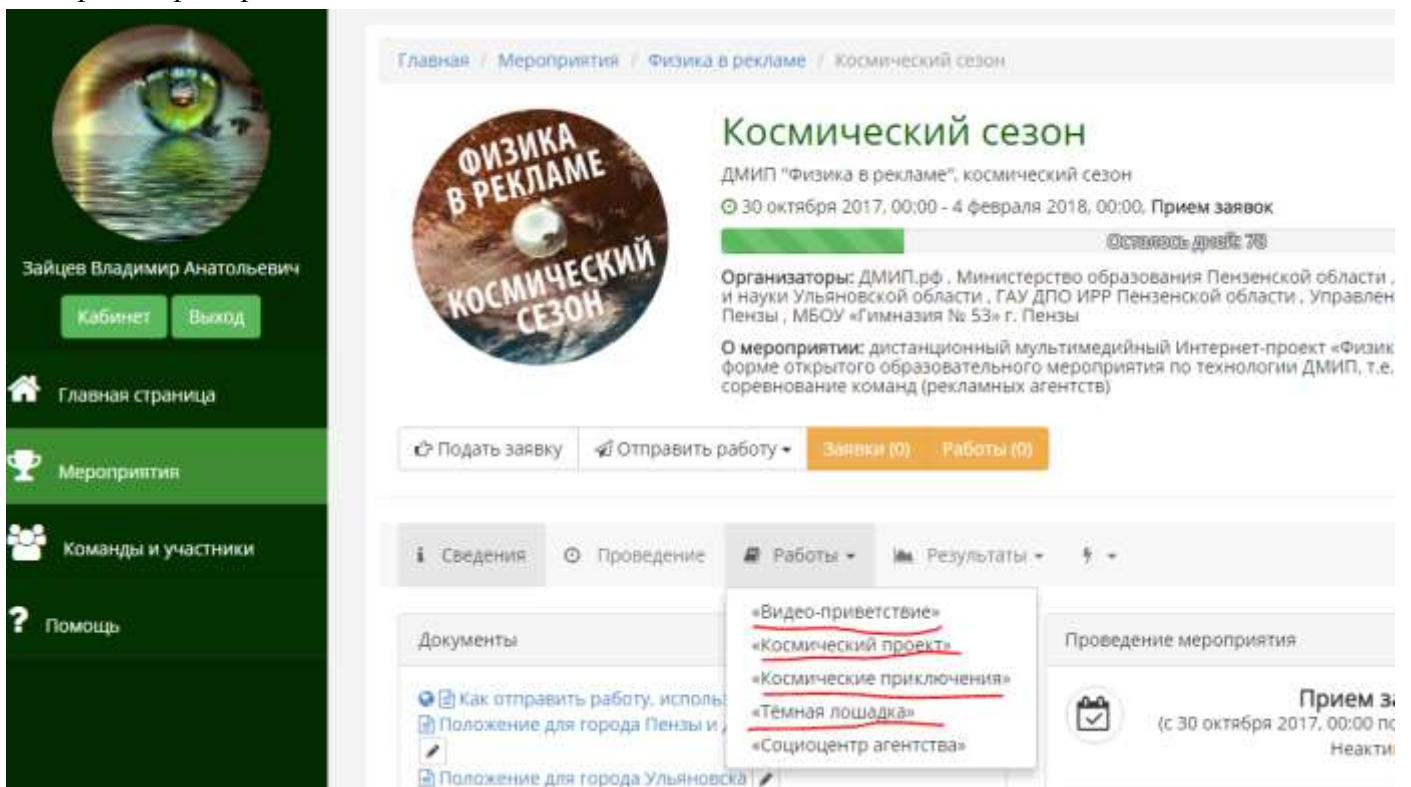 Главная / Мероприятия / Физика в рекламе / Космический сезон
ФИЗИКА
В РЕКЛАМЕ
КОСМИЧЕСКИЙ
СЕЗОН
Космический сезон
ДМИП "Физика в рекламе", космический сезон
30 октября 2017, 00:00 - 4 февраля 2018, 00:00, Прием заявок
Осталось дней: 78
Организаторы: ДМИП.рф , Министерство образования Пензенской области ,
и науки Ульяновской области , ГАУ ДПО ИРР Пензенской области , Управлен
Пензы , МБОУ «Гимназия № 53» г. Пензы
О мероприятии: дистанционный мультимедийный Интернет-проект «Физик
форме открытого образовательного мероприятия по технологии ДМИП, т.е.
соревнование команд (рекламных агентств)
Зайцев Владимир Анатольевич
Кабинет Выход
Главная страница
Мероприятия
Команды и участники
? Помощь
Подать заявку Отправить работу Заявки (0) Работы (0)
Сведения Проведение Работы Результаты
«Видео-приветствие»
«Космический проект»
«Космические приключения»
«Тёмная лошадка»
«Социоцентр агентства»
Документы
Как отправить работу, исполь
Положение для города Пензы и
Положение для города Ульяновска
Проведение мероприятия
Прием за
(с 30 октября 2017, 00:00 по
Неакти